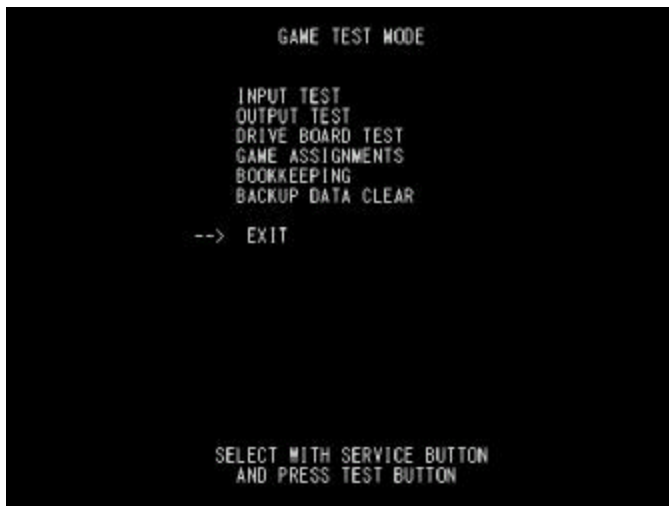 GAME TEST MODE
INPUT TEST
OUTPUT TEST
DRIVE BOARD TEST
GAME ASSIGNMENTS
BOOKKEEPING
BACKUP DATA CLEAR
--> EXIT
SELECT WITH SERVICE BUTTON
AND PRESS TEST BUTTON